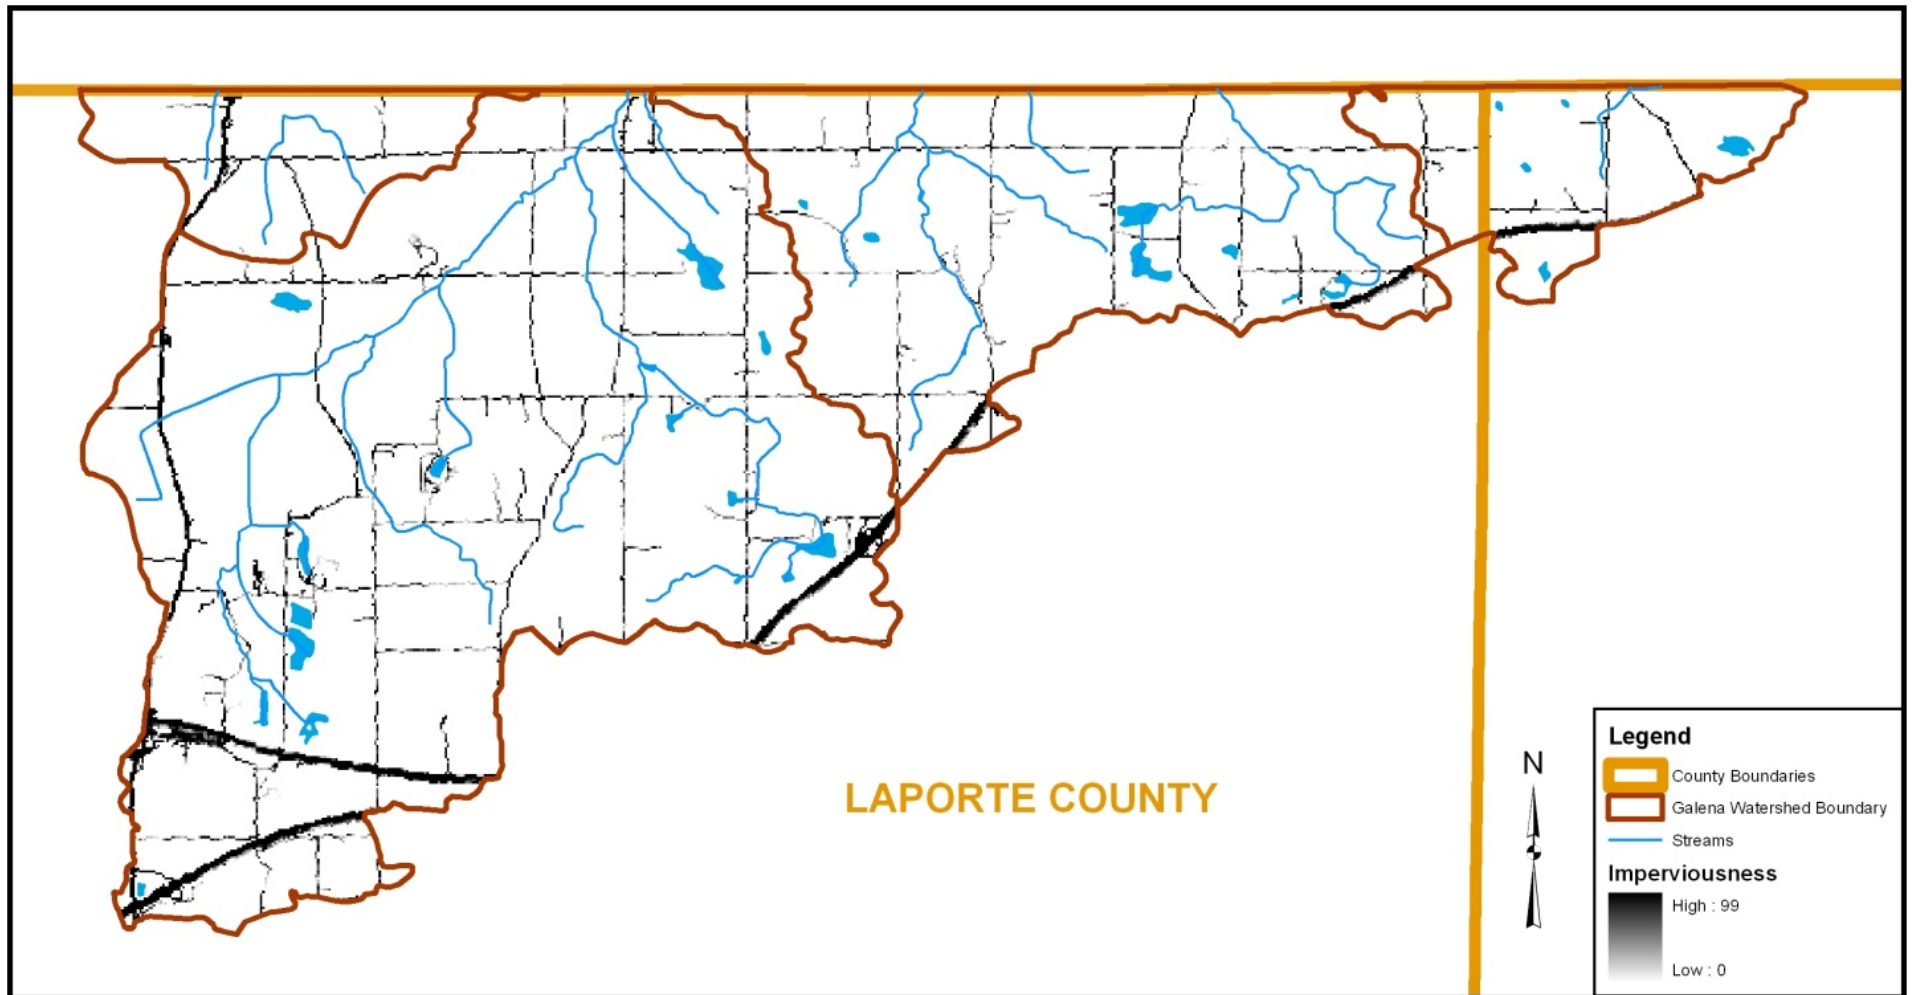 LAPORTE COUNTY
N
Legend
County Boundaries
Galena Watershed Boundary
Streams
Imperviousness
High : 99
Low : 0